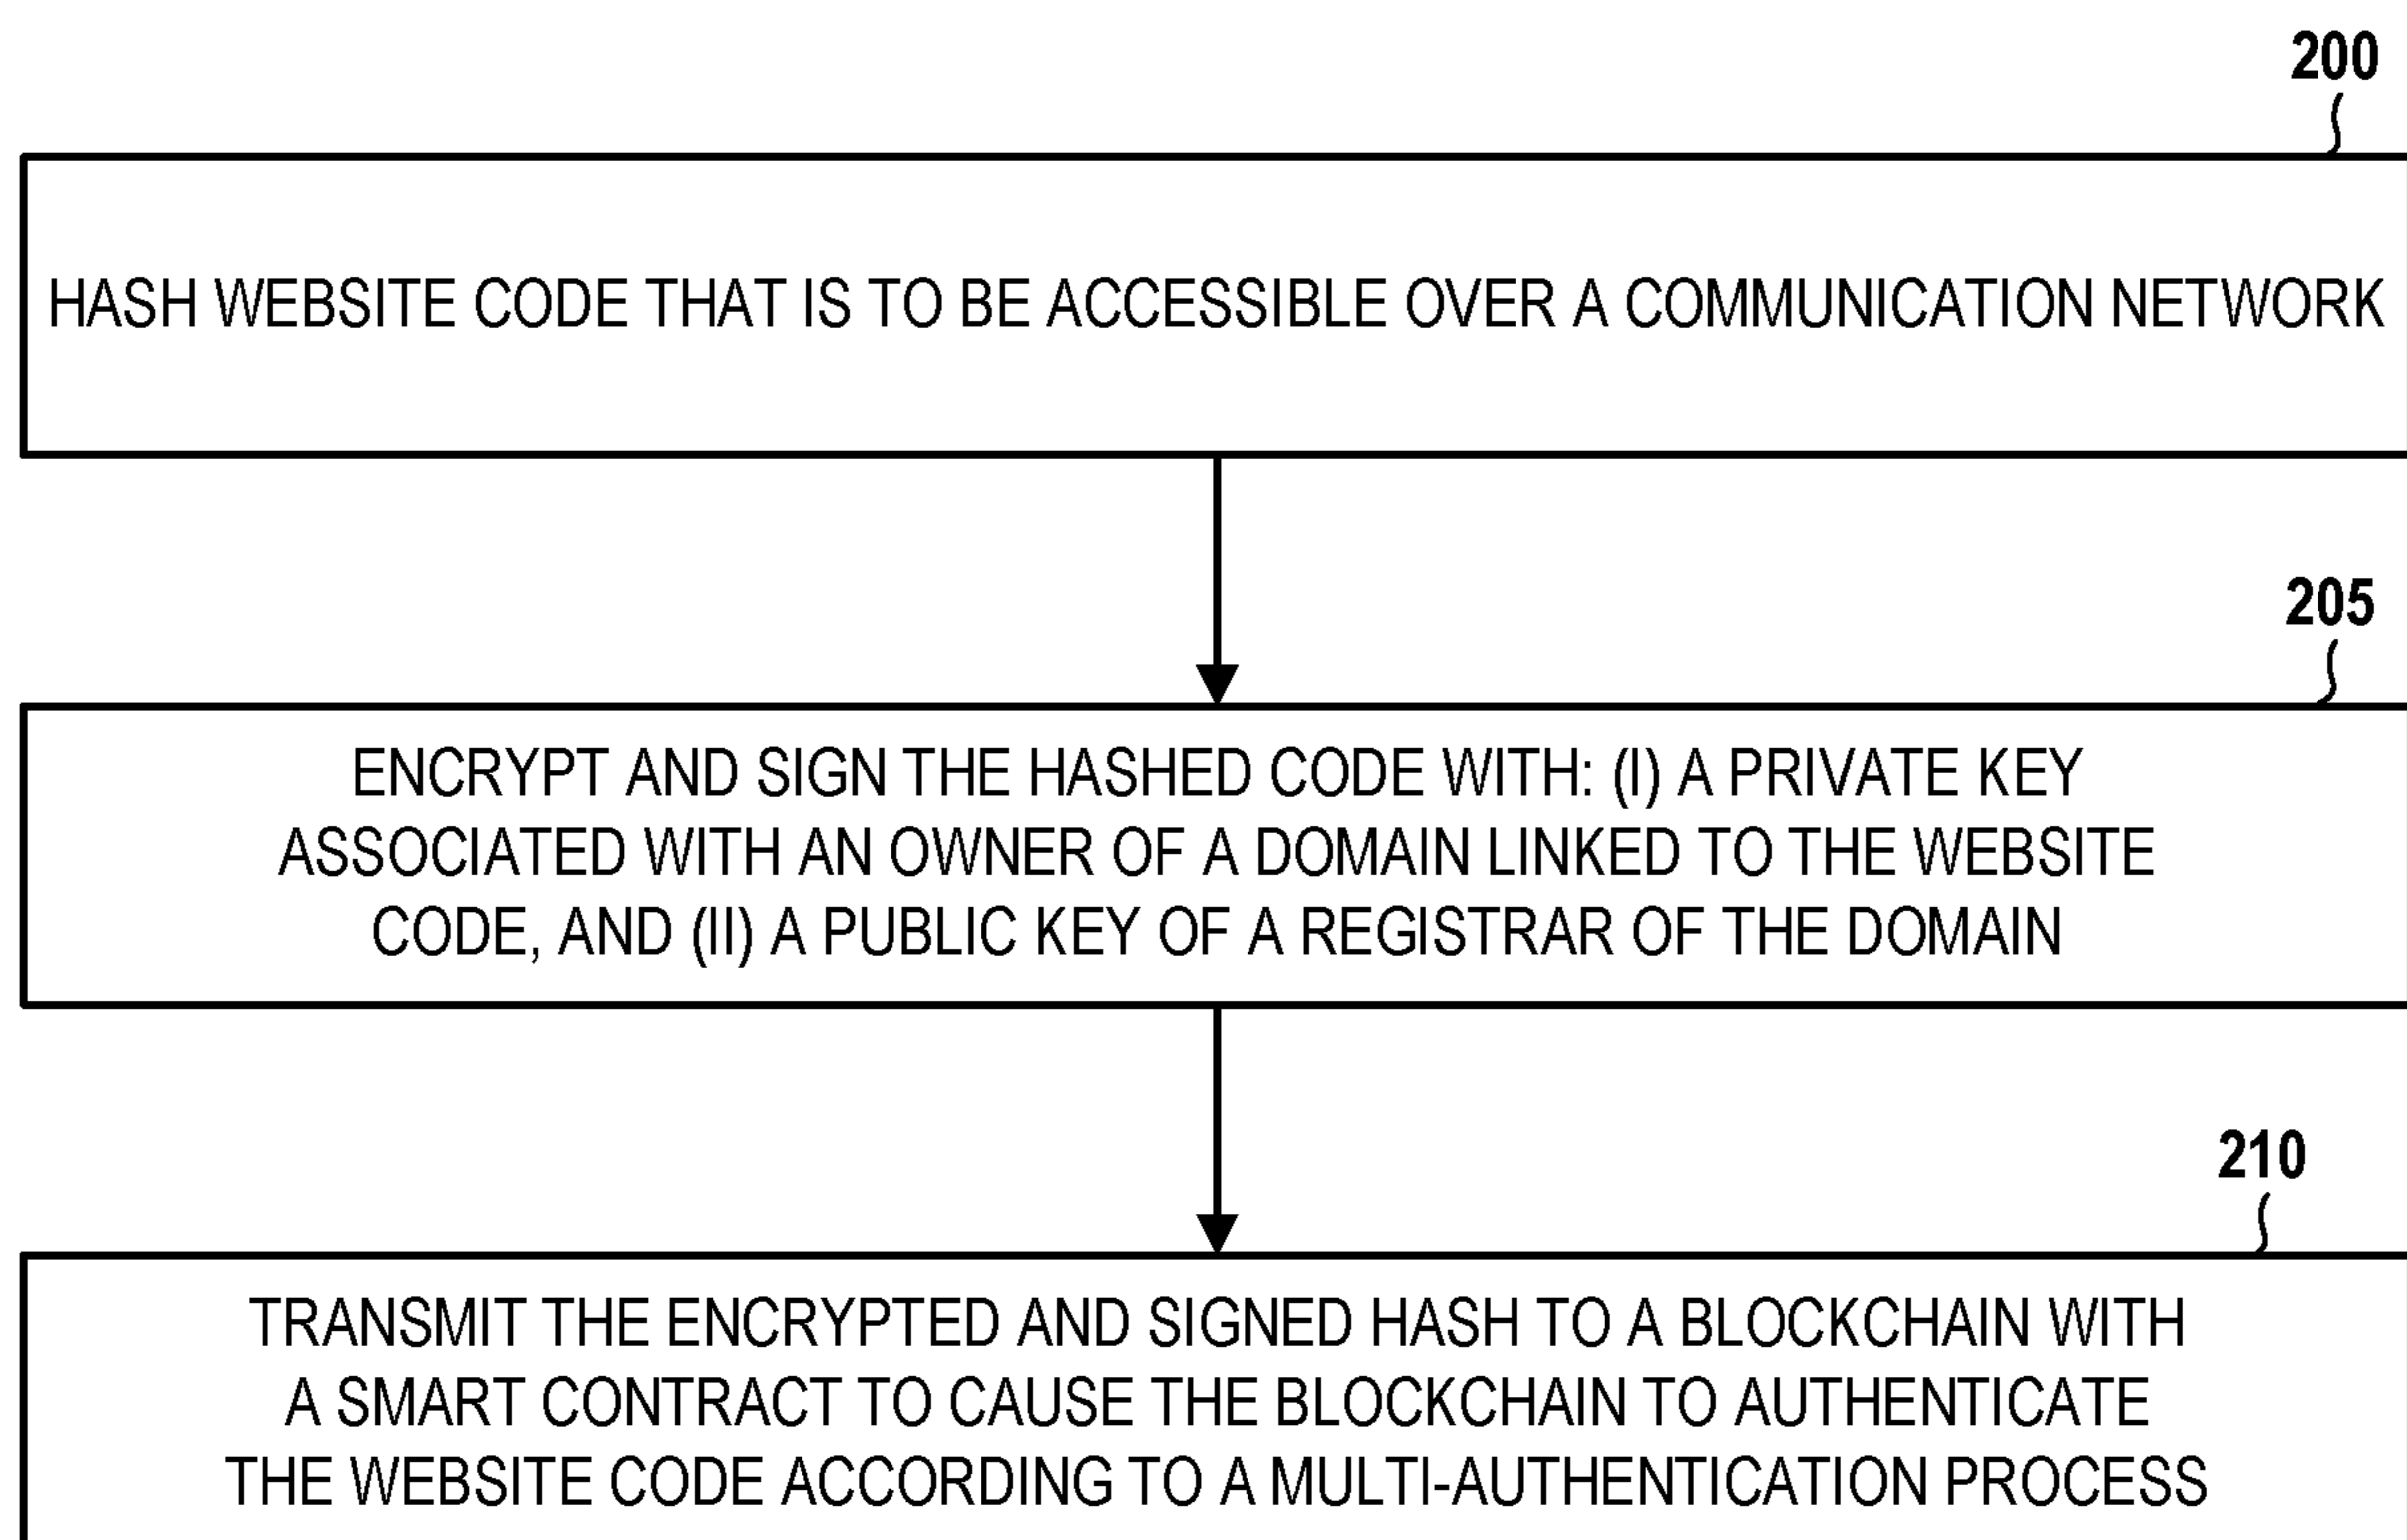 200
HASH WEBSITE CODE THAT IS TO BE ACCESSIBLE OVER A COMMUNICATION NETWORK
205
ENCRYPT AND SIGN THE HASHED CODE WITH: (I) A PRIVATE KEY
ASSOCIATED WITH AN OWNER OF A DOMAIN LINKED TO THE WEBSITE
CODE, AND (II) A PUBLIC KEY OF A REGISTRAR OF THE DOMAIN
210
TRANSMIT THE ENCRYPTED AND SIGNED HASH TO A BLOCKCHAIN WITH
A SMART CONTRACT TO CAUSE THE BLOCKCHAIN TO AUTHENTICATE
THE WEBSITE CODE ACCORDING TO A MULTI-AUTHENTICATION PROCESS